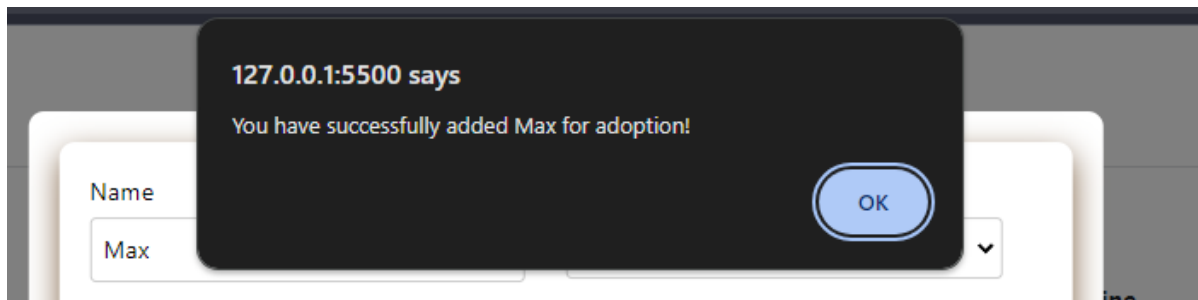 127.0.0.1:5500 says
You have successfully added Max for adoption!
OK
Name
Max